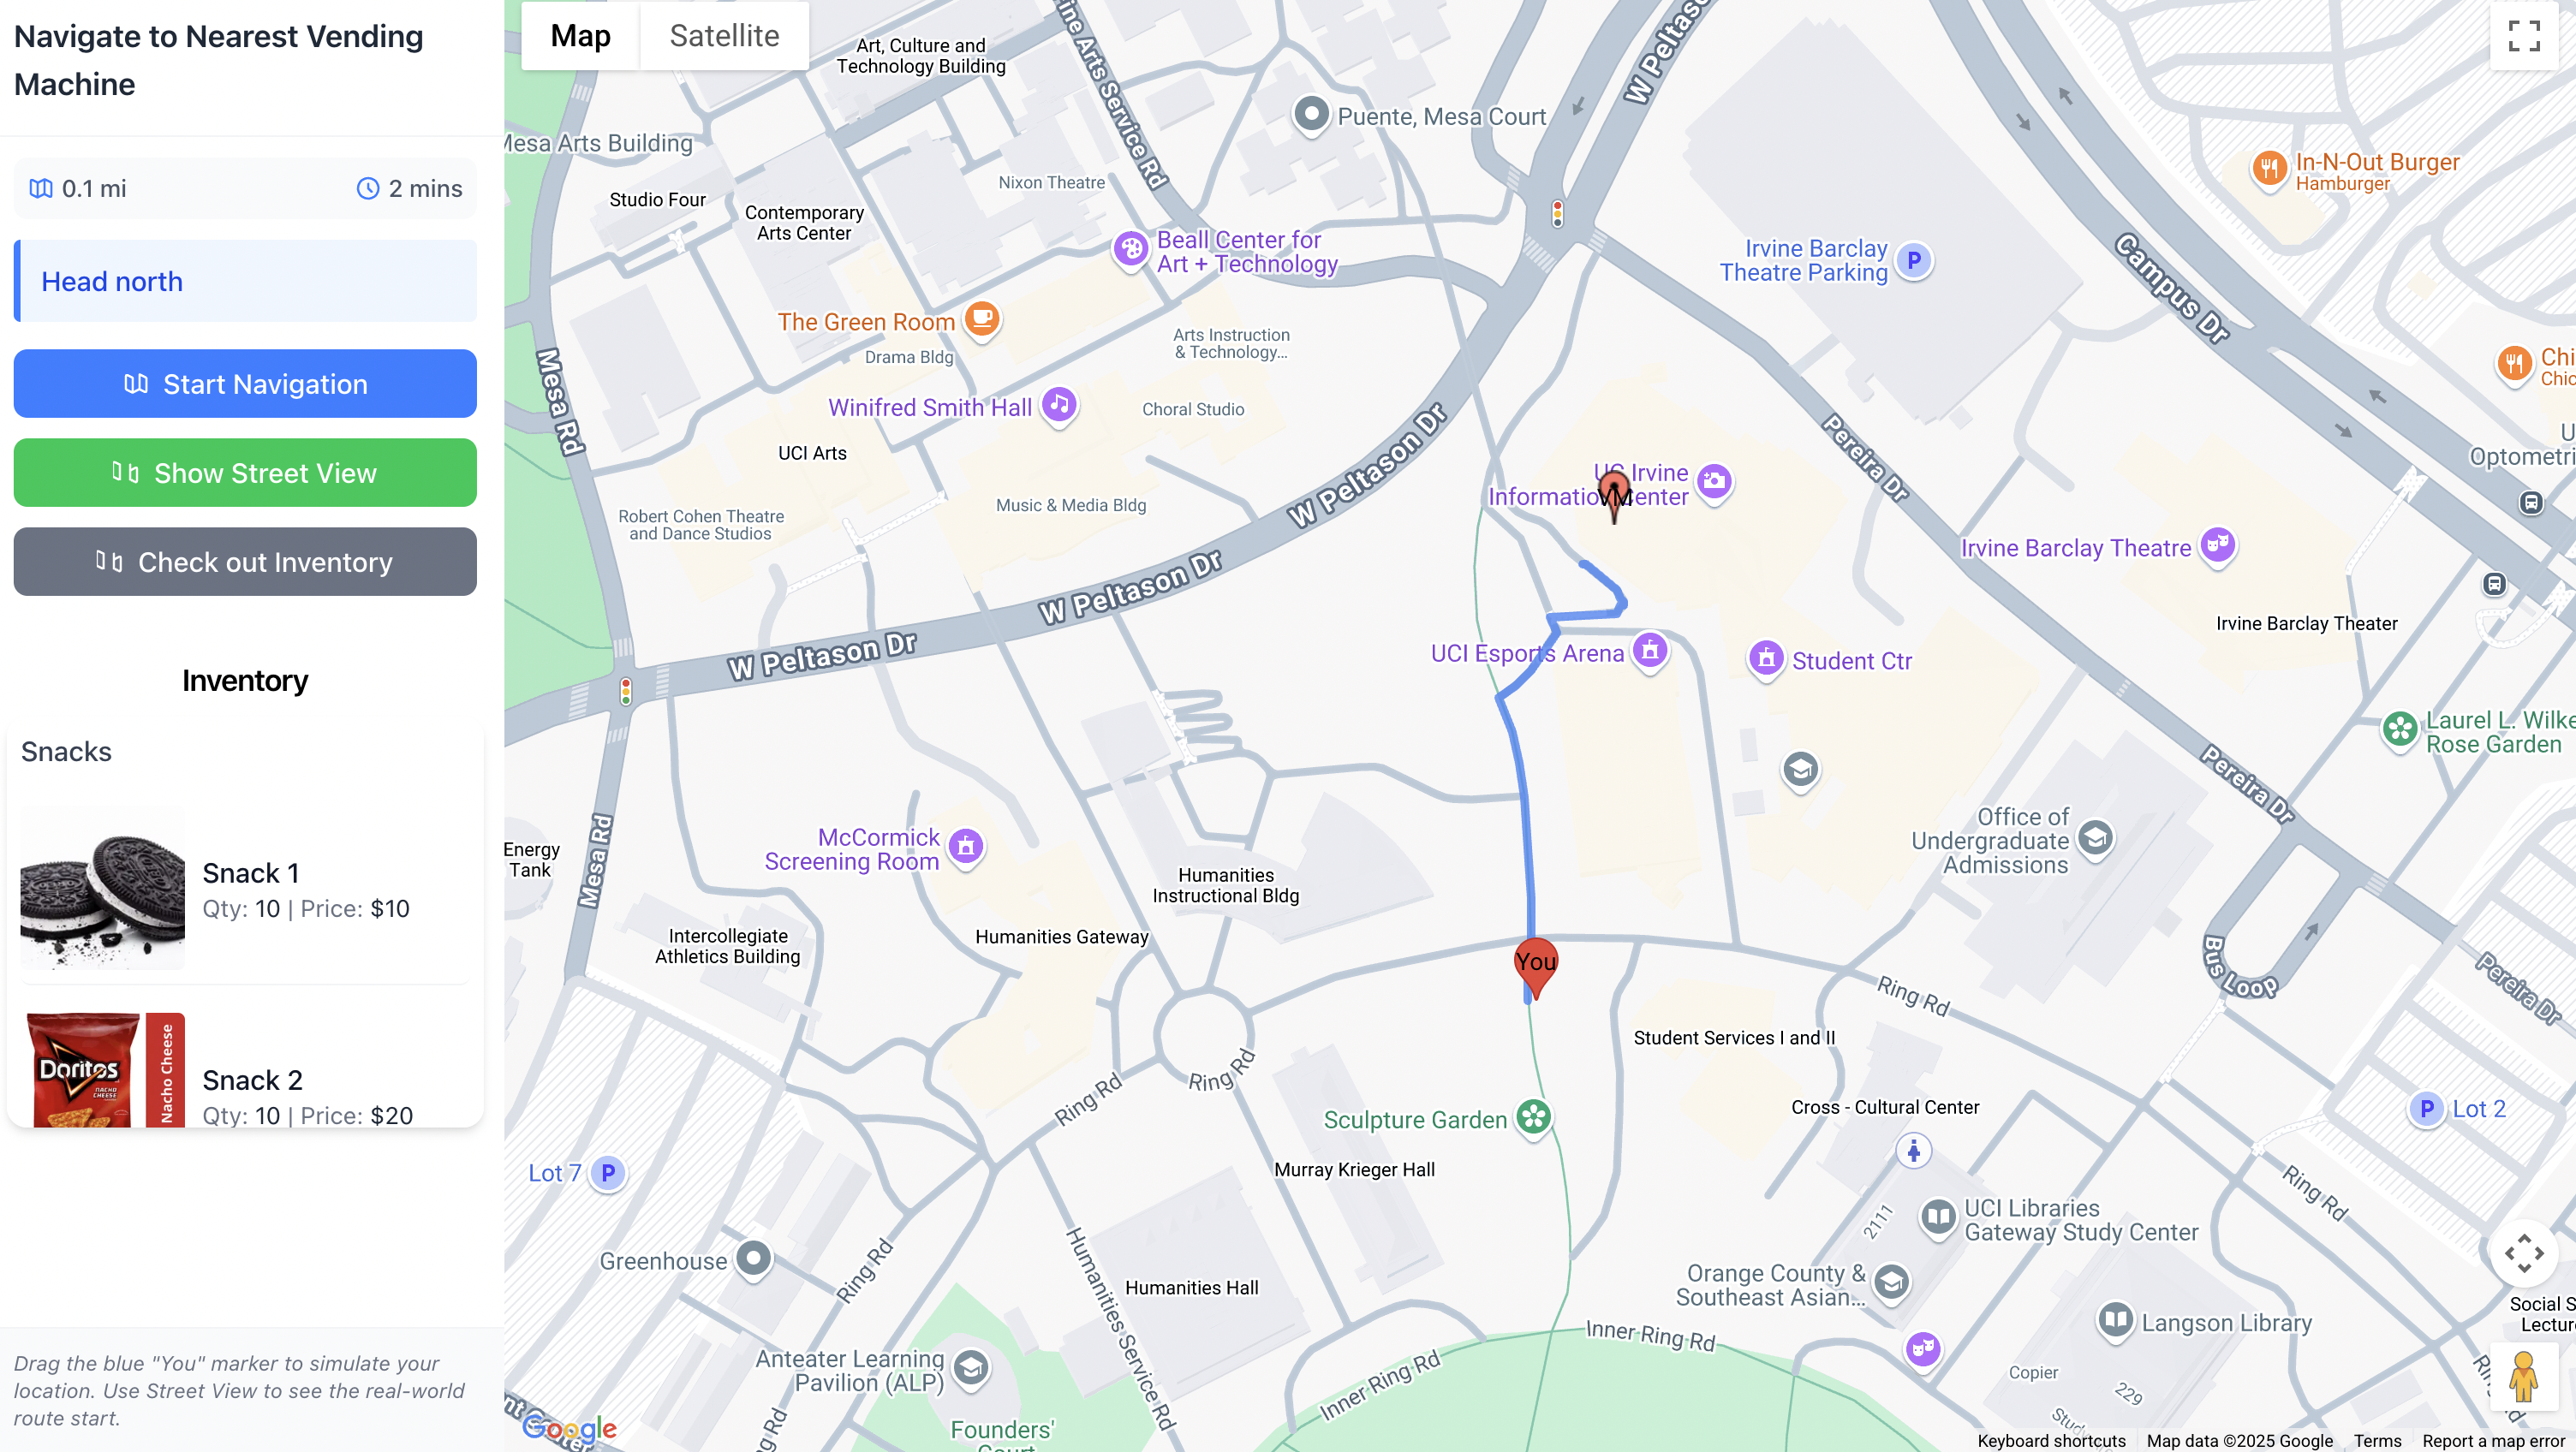 Navigate to Nearest Vending
Machine
0.1 mi
2 mins
Head north
Start Navigation
Show Street View
Check out Inventory
Inventory
Snacks
Snack 1
Qty: 10 | Price: $10
Doritos
NACHO
CHEESE
Nacho Cheese
Snack 2
Qty: 10 | Price: $20
Drag the blue "You" marker to simulate your
location. Use Street View to see the real-world
route start.
Map
Satellite
Art, Culture and
Technology Building
ine Arts Service Rd
W Peltaso
Puente, Mesa Court
Mesa Arts Building
Nixon Theatre
Studio Four
Contemporary
Arts Center
In-N-Out Burger
Hamburger
Beall Center for
Art + Technology
Irvine Barclay
Theatre Parking
Campus Dr
The Green Room
Drama Bldg
Arts Instruction
& Technology...
Chi
Chic
Mesa Rd
Winifred Smith Hall
Choral Studio
UCI Arts
W Peltason Dr
Pereira Dr
U
Optometri
UC Irvine
Information Center
VM
Music & Media Bldg
Robert Cohen Theatre
and Dance Studios
Irvine Barclay Theatre
W Peltason Dr
Irvine Barclay Theater
W Peltason Dr
UCI Esports Arena
Student Ctr
Laurel L. Wilke
Rose Garden
Pereira Dr
Office of
Undergraduate
Admissions
McCormick
Screening Room
Energy
Tank
Mesa Rd
Humanities
Instructional Bldg
Humanities Gateway
Intercollegiate
Athletics Building
You
Bus Loop
Pereira Dr
Ring Rd
Student Services I and II
Ring Rd
Ring Rd
Cross - Cultural Center
Lot 2
Sculpture Garden
Murray Krieger Hall
Lot 7
Ring Rd
2111
UCI Libraries
Gateway Study Center
Greenhouse
Ring Rd
Humanities Service Rd
Humanities Hall
Orange County &
Southeast Asian...
Social S
Lectur
Langson Library
Inner Ring Rd
Inner Ring Rd
Anteater Learning
Pavilion (ALP)
Copier
229
Founders'
Court
Google
Keyboard shortcuts
Map data ©2025 Google
Terms
Report a map error